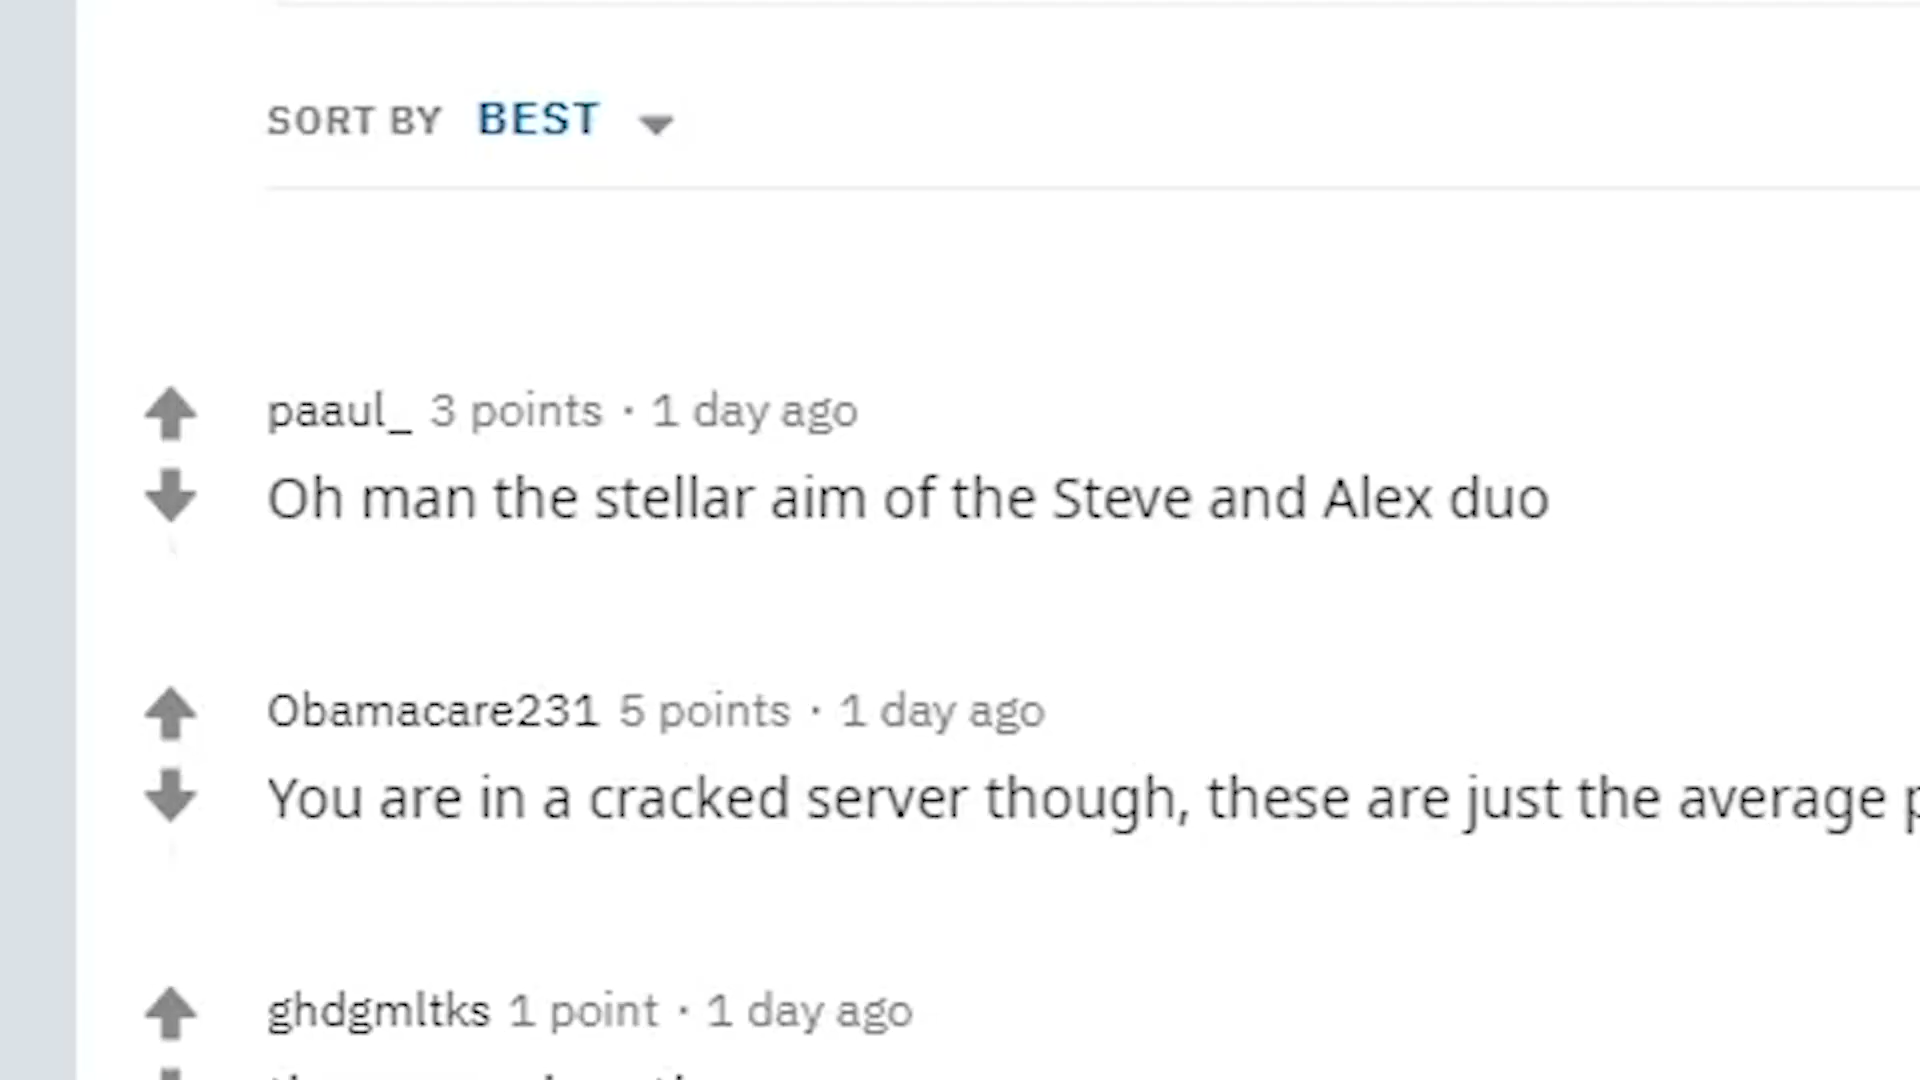 SORT BY BEST
paaul_ 3 points · 1 day ago
Oh man the stellar aim of the Steve and Alex duo
Obamacare231 5 points · 1 day ago
You are in a cracked server though, these are just the average
ghdgmltks 1 point · 1 day ago